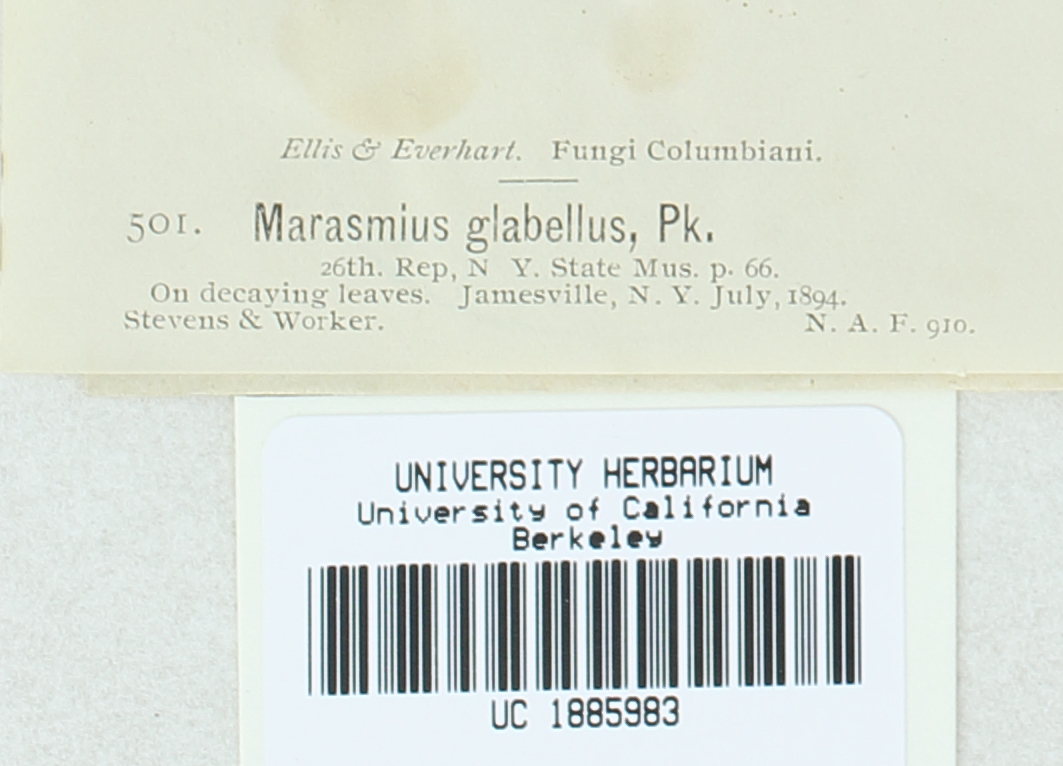 Ellis & Everhart. Fungi Columbiani.
501. Marasmius glabellus, Pk.
26th. Rep, N Y. State Mus. p. 66.
On decaying leaves. Jamesville, N. Y. July, 1894.
Stevens & Worker. N. A. F. 910.
UNIVERSITY HERBARIUM
University of California
Berkeley
UC 1885983